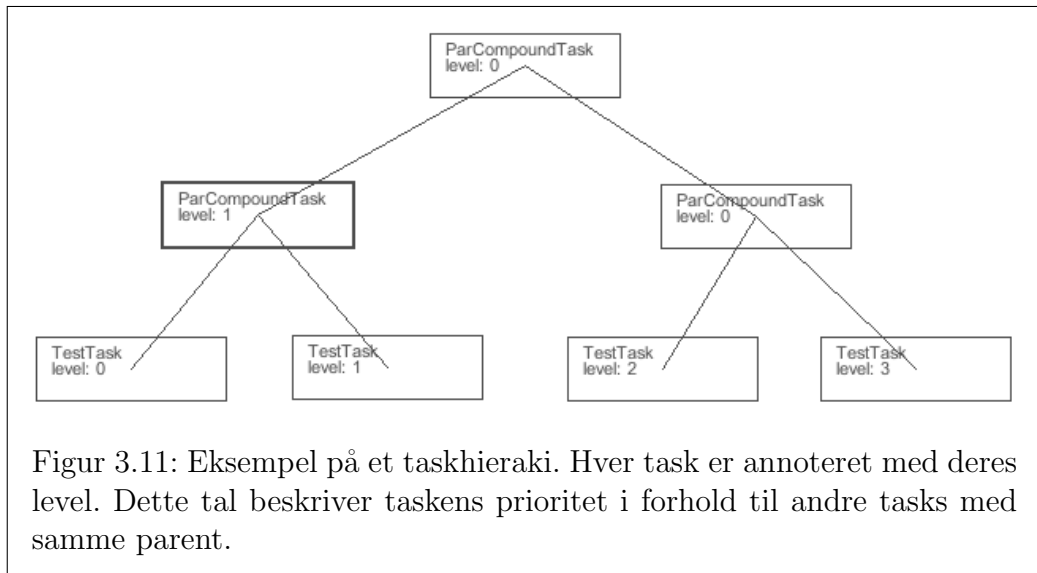 ParCompoundTask
level: 0
ParCompoundTask
level: 1
ParCompoundTask
level: 0
TestTask
level: 0
TestTask
level: 1
TestTask
level: 2
TestTask
level: 3
Figur 3.11: Eksempel på et taskhieraki. Hver task er annoteret med deres
level. Dette tal beskriver taskens prioritet i forhold til andre tasks med
samme parent.